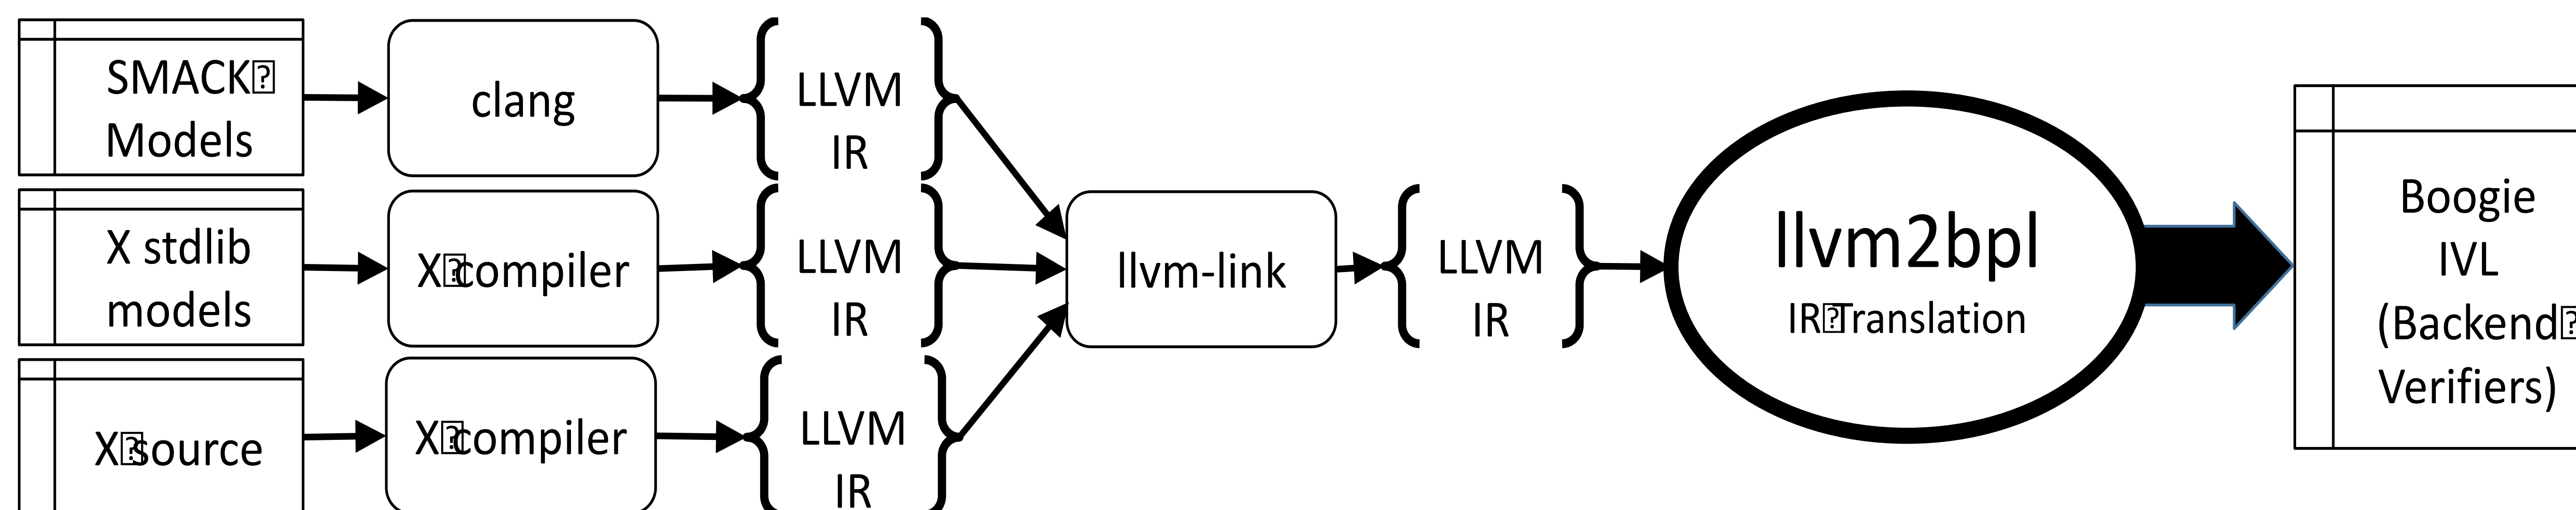 SMACK
Models
clang
LLVM
IR
X stdlib
models
X compiler
LLVM
IR
X source
X compiler
LLVM
IR
llvm-link
LLVM
IR
llvm2bpl
IR Translation
Boogie
IVL
(Backend
Verifiers)